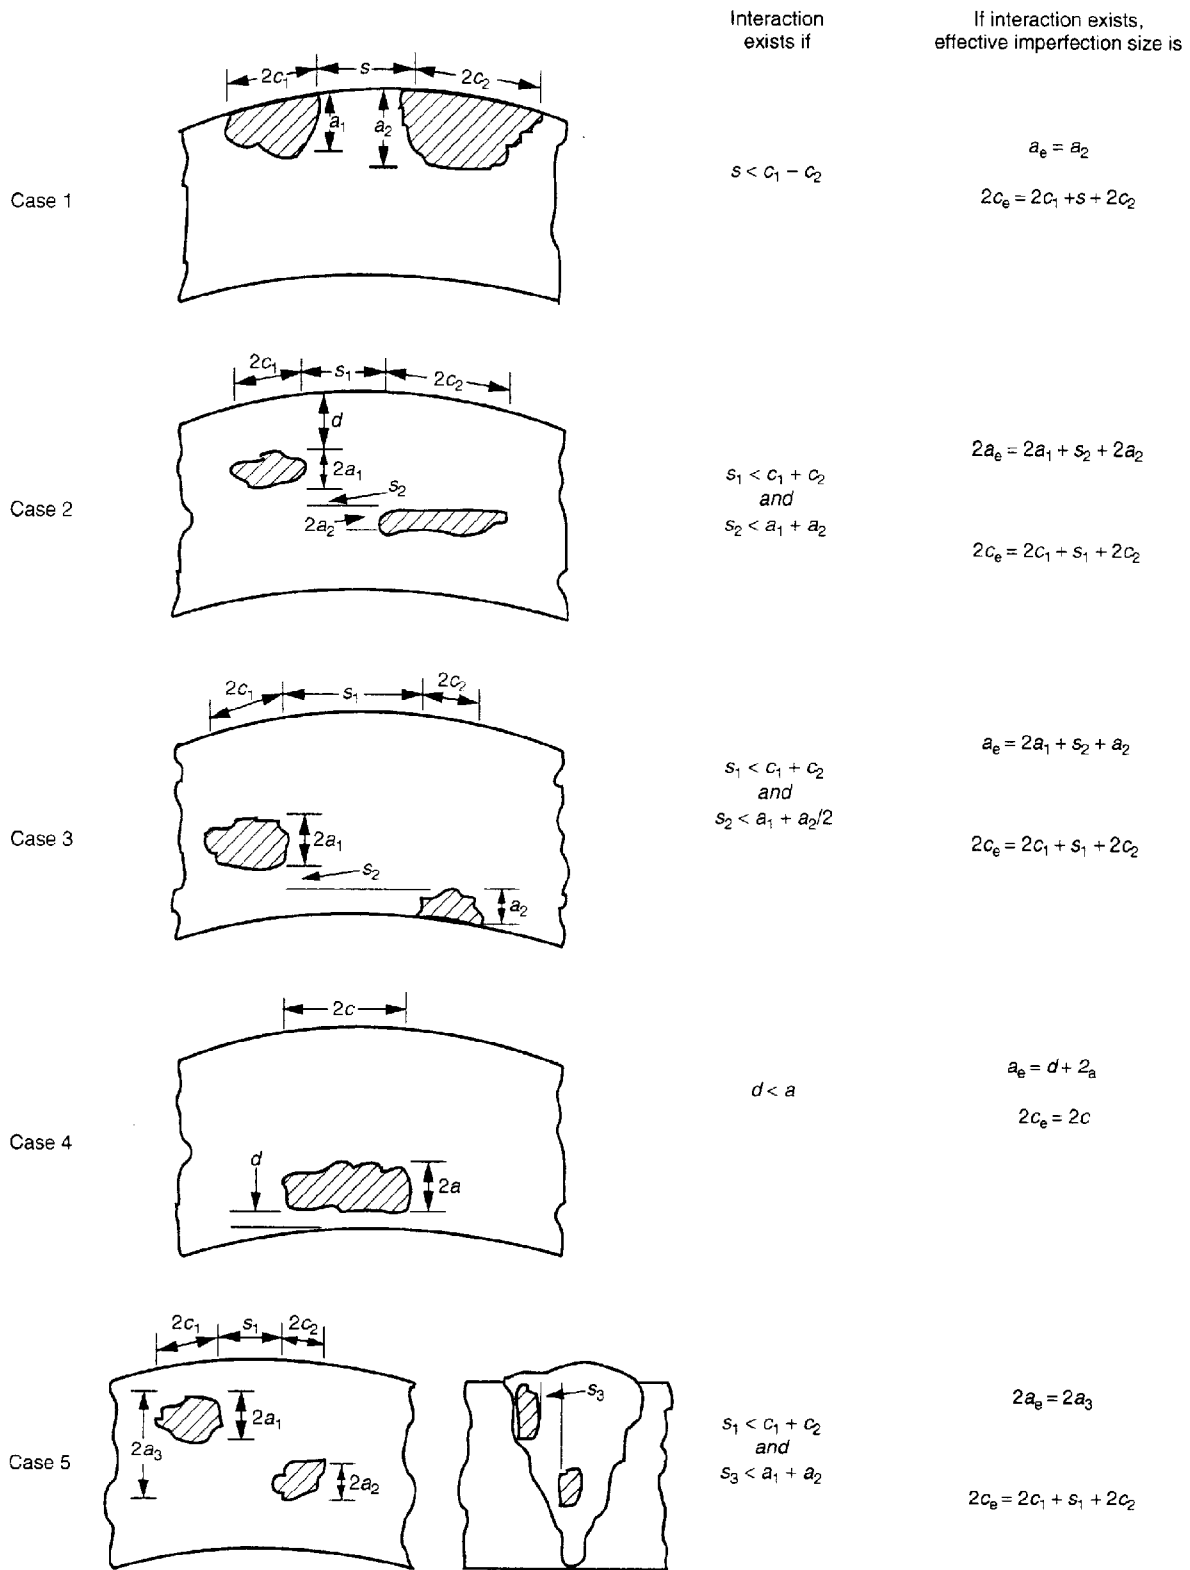 Interaction
exists if
If interaction exists,
effective imperfection size is
Case 1
2c₁
s
2c₂
a₁
a₂
s < c₁ − c₂
aₑ = a₂
2cₑ = 2c₁ +s + 2c₂
Case 2
2c₁
s₁
2c₂
d
2a₁
s₂
2a₂
s₁ < c₁ + c₂
and
s₂ < a₁ + a₂
2aₑ = 2a₁ + s₂ + 2a₂
2cₑ = 2c₁ + s₁ + 2c₂
Case 3
2c₁
s₁
2c₂
2a₁
s₂
a₂
s₁ < c₁ + c₂
and
s₂ < a₁ + a₂/2
aₑ = 2a₁ + s₂ + a₂
2cₑ = 2c₁ + s₁ + 2c₂
Case 4
2c
d
2a
d < a
aₑ = d + 2ₐ
2cₑ = 2c
Case 5
2c₁
s₁
2c₂
2a₁
2a₃
2a₂
s₃
s₁ < c₁ + c₂
and
s₃ < a₁ + a₂
2aₑ = 2a₃
2cₑ = 2c₁ + s₁ + 2c₂